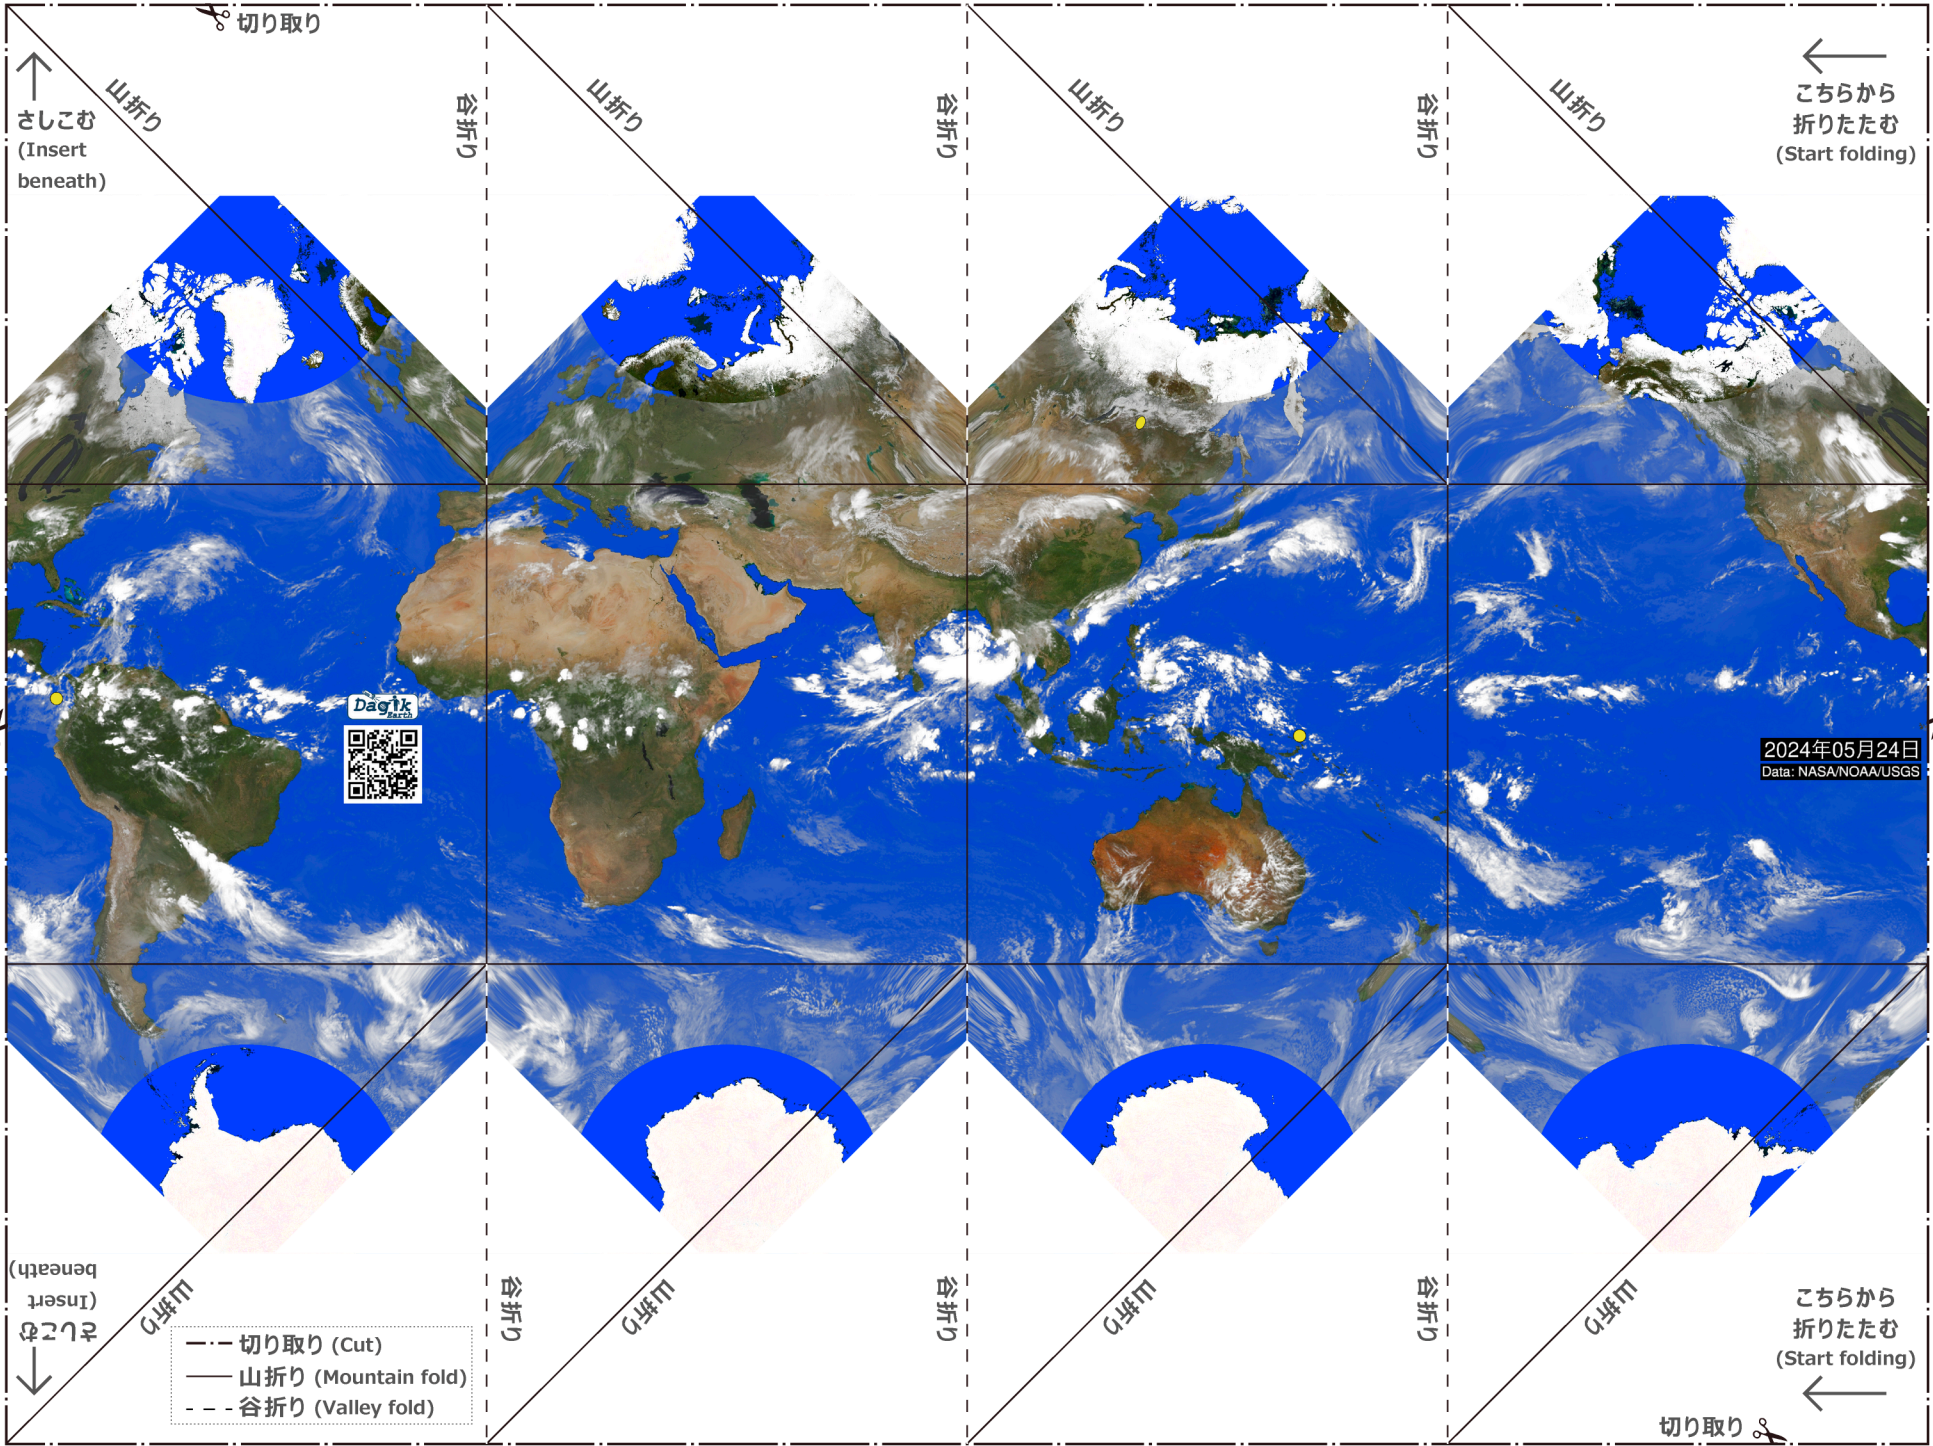 切り取り
さしこむ
(Insert
beneath)
山折り
谷折り
山折り
谷折り
山折り
谷折り
山折り
こちらから
折りたたむ
(Start folding)
Dagik
Earth
2024年05月24日
Data: NASA/NOAA/USGS
さしこむ
(Insert
beneath)
山折り
谷折り
山折り
谷折り
山折り
谷折り
山折り
こちらから
折りたたむ
(Start folding)
切り取り (Cut)
山折り (Mountain fold)
谷折り (Valley fold)
切り取り